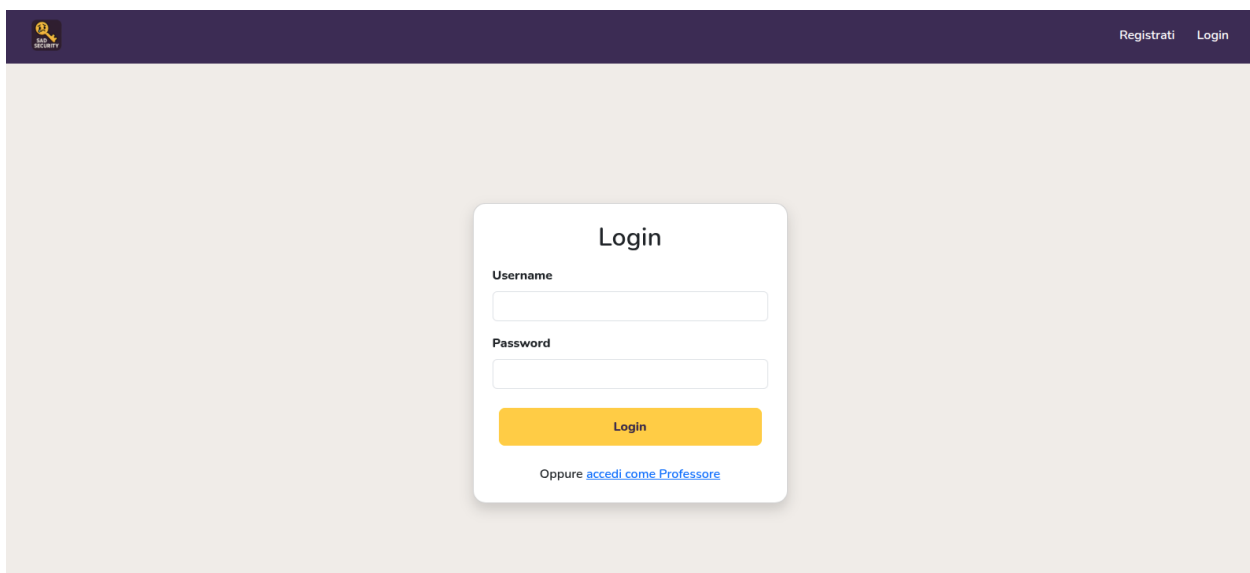 SAD
SECURITY
Registrati Login
Login
Username
Password
Login
Oppure accedi come Professore